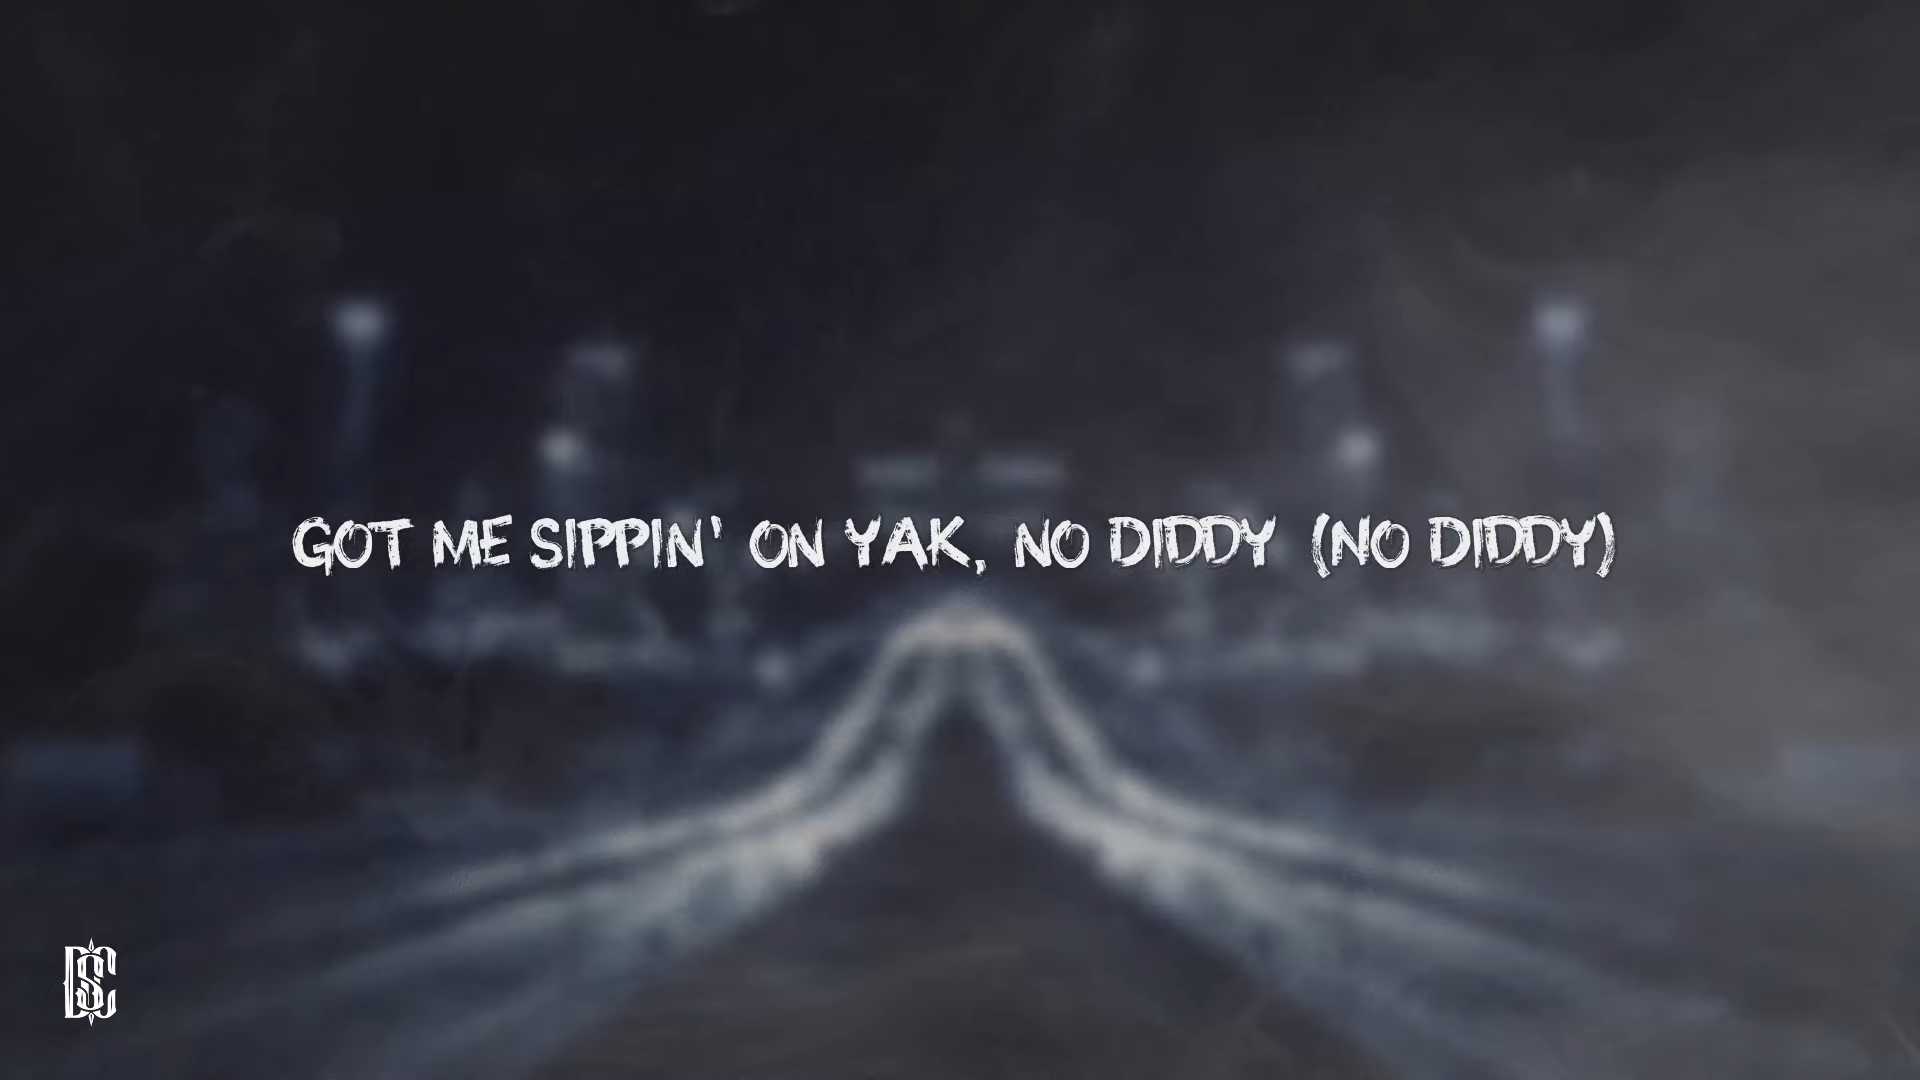 GOT ME SIPPIN' ON YAK, NO DIDDY (NO DIDDY)